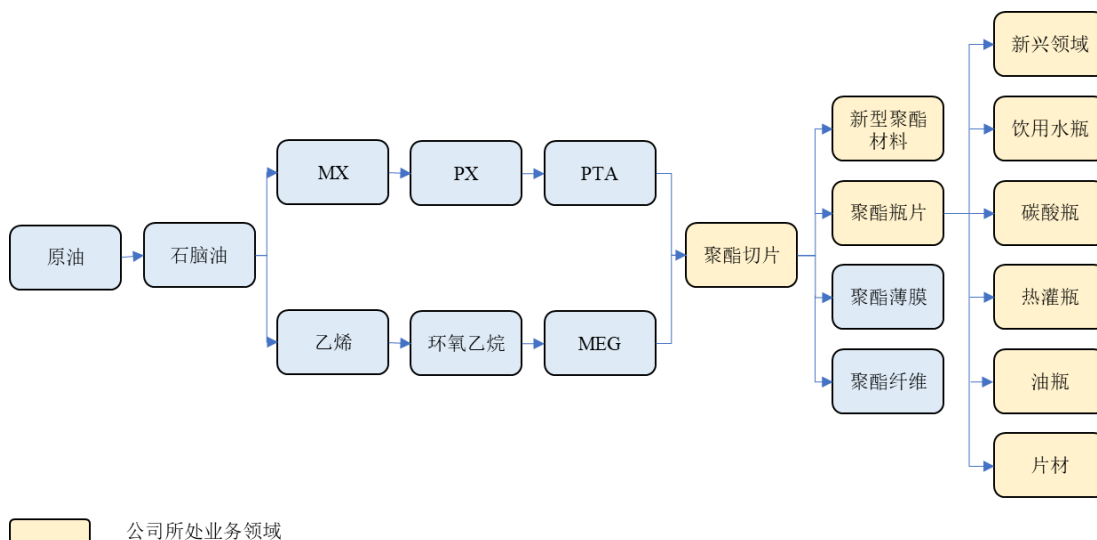 原油
石脑油
MX
PX
PTA
乙烯
环氧乙烷
MEG
聚酯切片
新型聚酯
材料
聚酯瓶片
聚酯薄膜
聚酯纤维
新兴领域
饮用水瓶
碳酸瓶
热灌瓶
油瓶
片材
公司所处业务领域